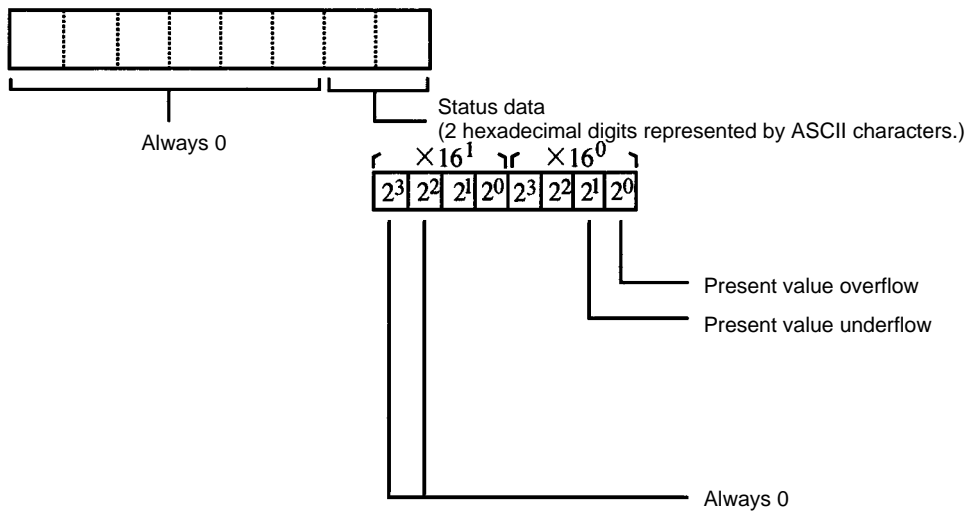 Always 0
Status data
(2 hexadecimal digits represented by ASCII characters.)
×16¹ ×16⁰
2³ 2² 2¹ 2⁰ 2³ 2² 2¹ 2⁰
Present value overflow
Present value underflow
Always 0